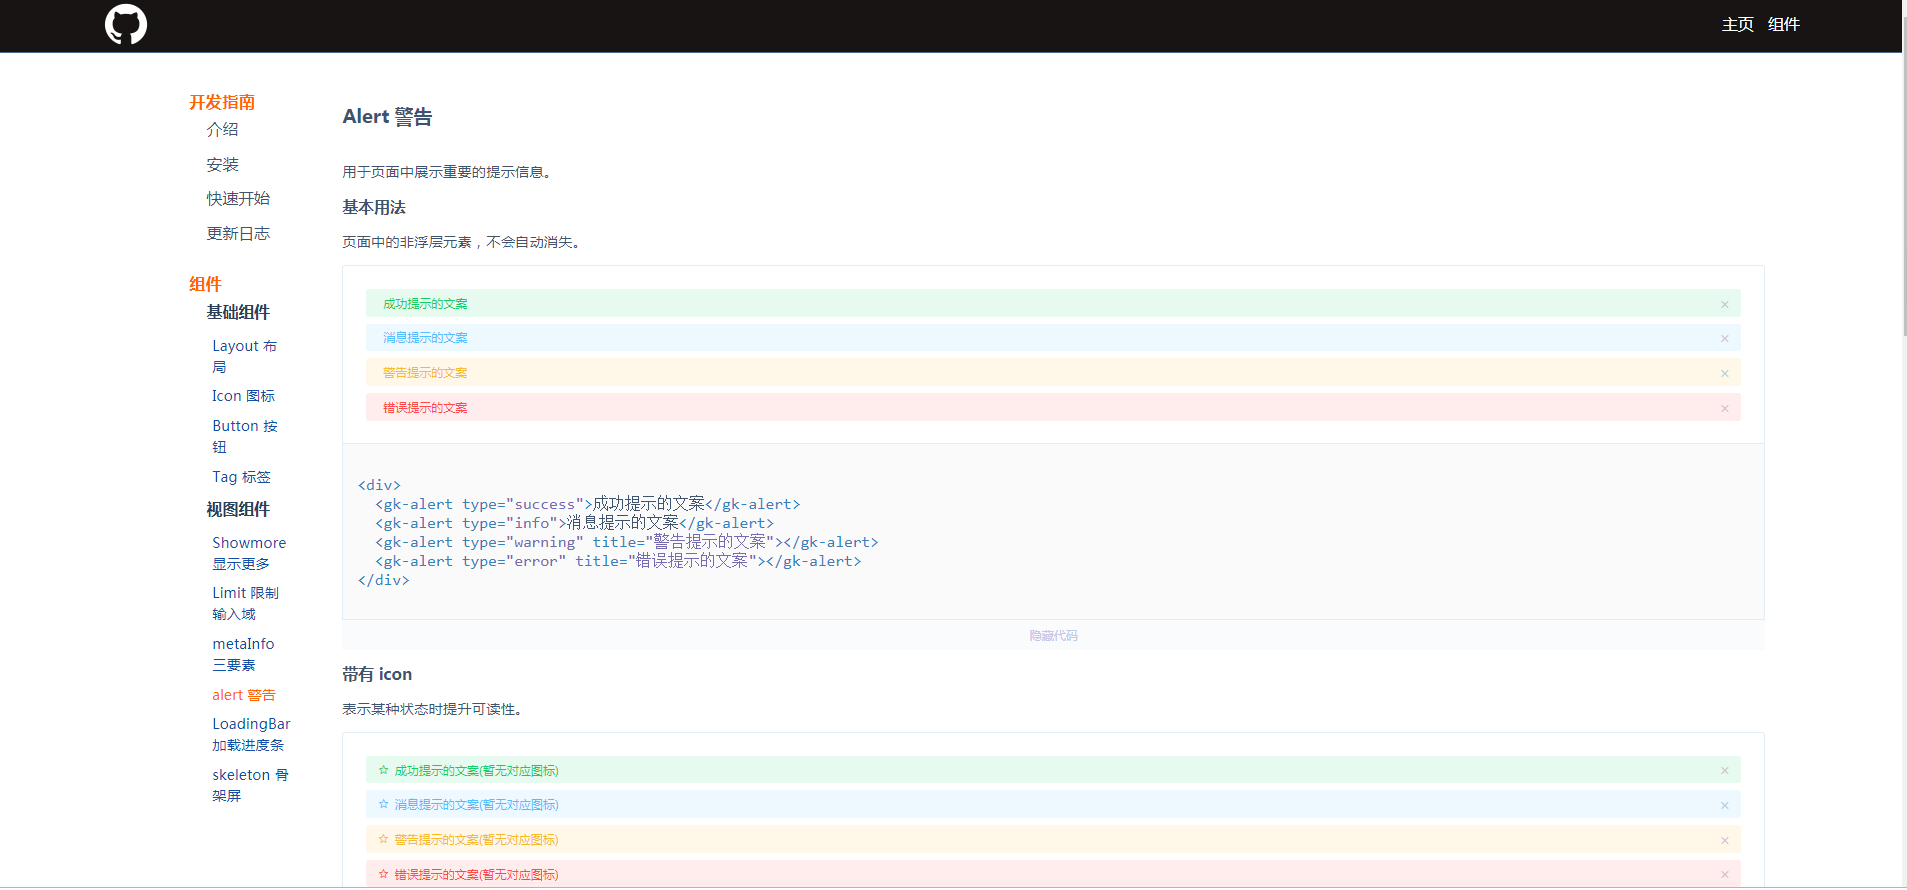 主页 组件
开发指南
介绍
安装
快速开始
更新日志
组件
基础组件
Layout 布
局
Icon 图标
Button 按
钮
Tag 标签
视图组件
Showmore
显示更多
Limit 限制
输入域
metaInfo
三要素
alert 警告
LoadingBar
加载进度条
skeleton 骨
架屏
Alert 警告
用于页面中展示重要的提示信息。
基本用法
页面中的非浮层元素，不会自动消失。
成功提示的文案 ×
消息提示的文案 ×
警告提示的文案 ×
错误提示的文案 ×
<div>
  <gk-alert type="success">成功提示的文案</gk-alert>
  <gk-alert type="info">消息提示的文案</gk-alert>
  <gk-alert type="warning" title="警告提示的文案"></gk-alert>
  <gk-alert type="error" title="错误提示的文案"></gk-alert>
</div>
隐藏代码
带有 icon
表示某种状态时提升可读性。
☆ 成功提示的文案(暂无对应图标) ×
☆ 消息提示的文案(暂无对应图标) ×
☆ 警告提示的文案(暂无对应图标) ×
☆ 错误提示的文案(暂无对应图标) ×